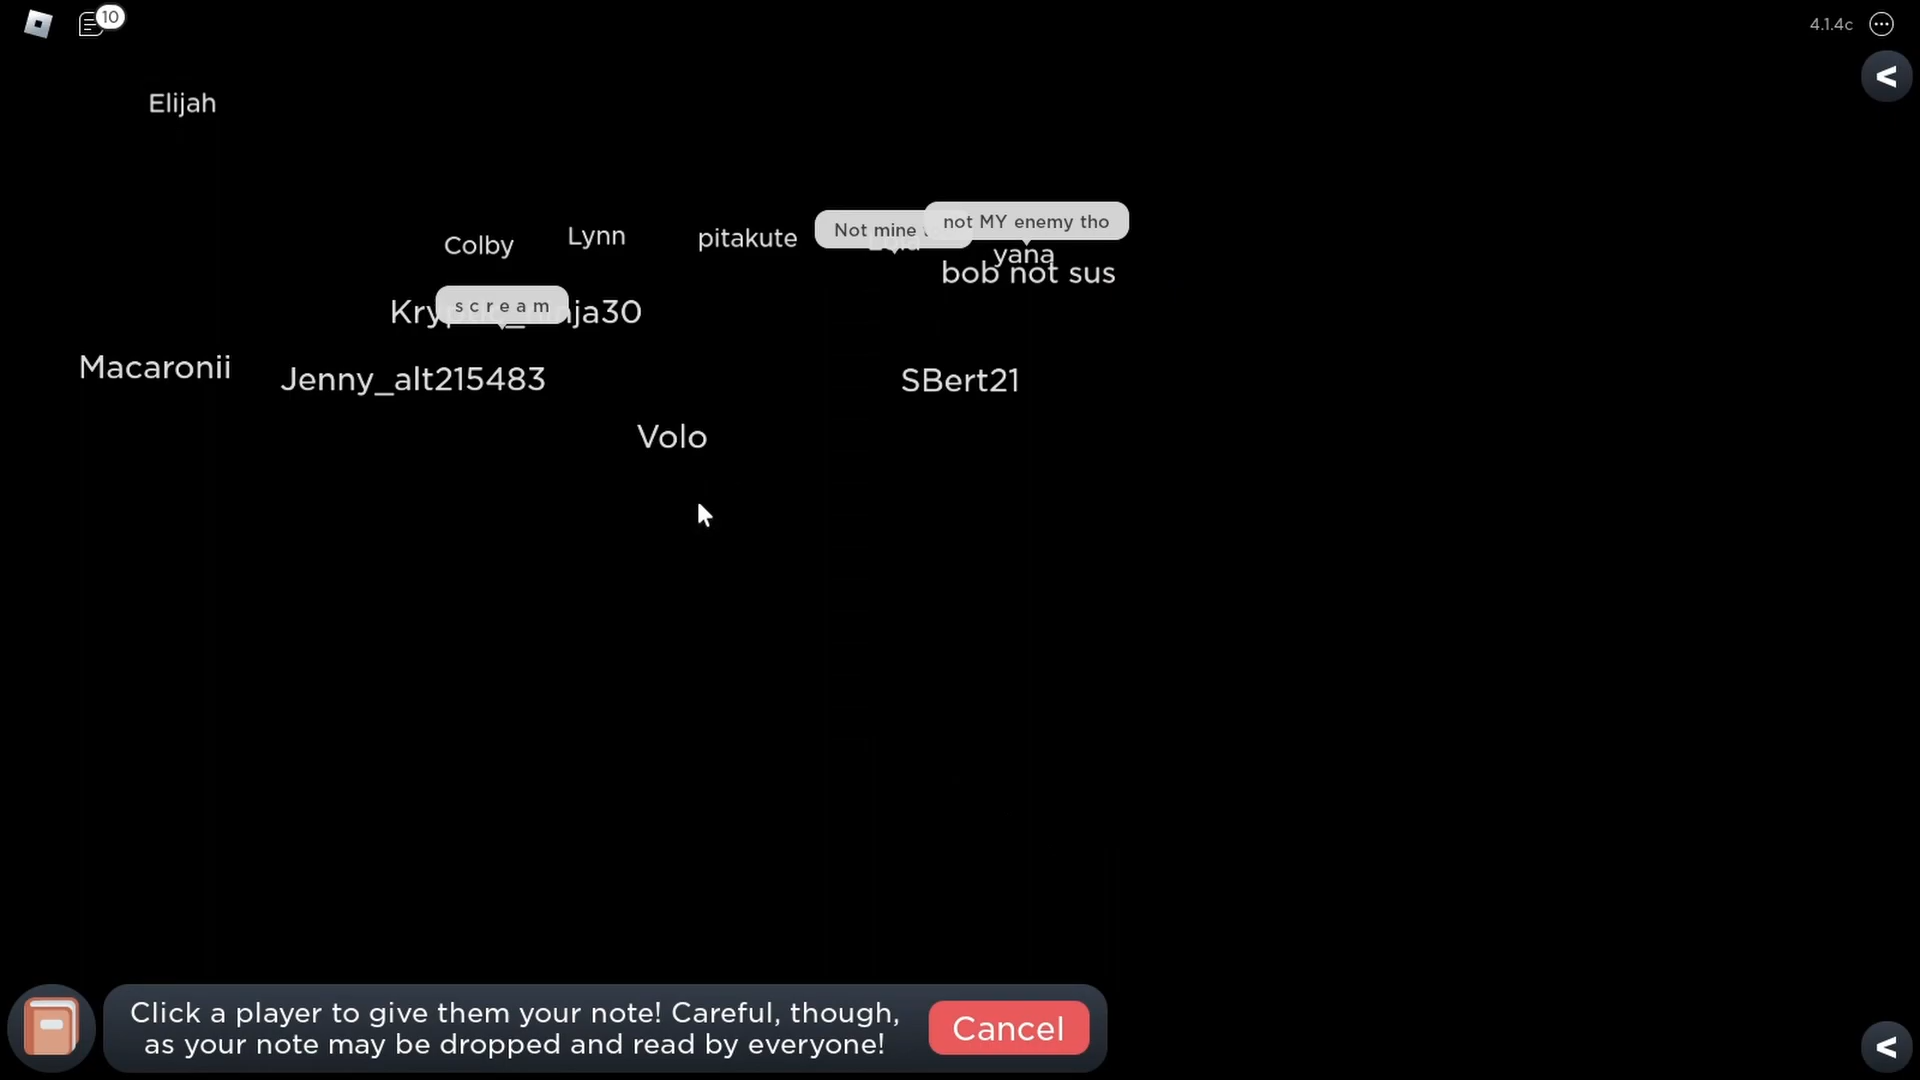 10
4.1.4c
Elijah
Colby
Lynn
pitakute
Not mine
not MY enemy tho
yana
bob not sus
s c r e a m
Macaronii
Jenny_alt215483
SBert21
Volo
Click a player to give them your note! Careful, though,
as your note may be dropped and read by everyone!
Cancel